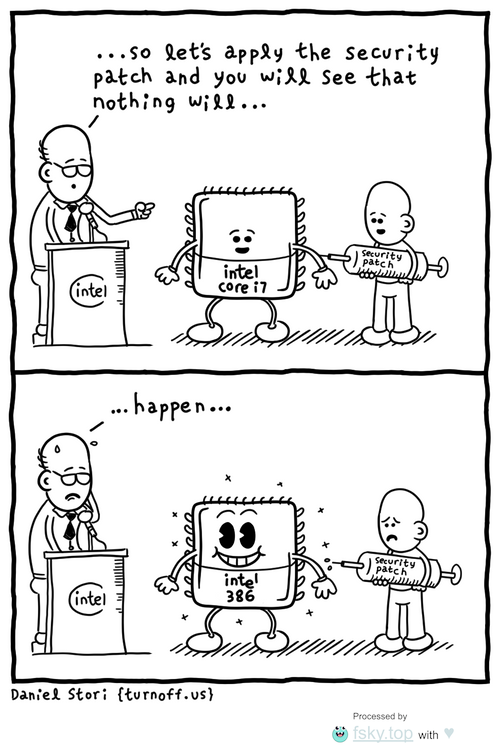 ...so let's apply the security
patch and you will see that
nothing will...
intel
intel
core i7
security
patch
...happen...
intel
intel
386
security
patch
Daniel Stori {turnoff.us}
Processed by
fsky.top with